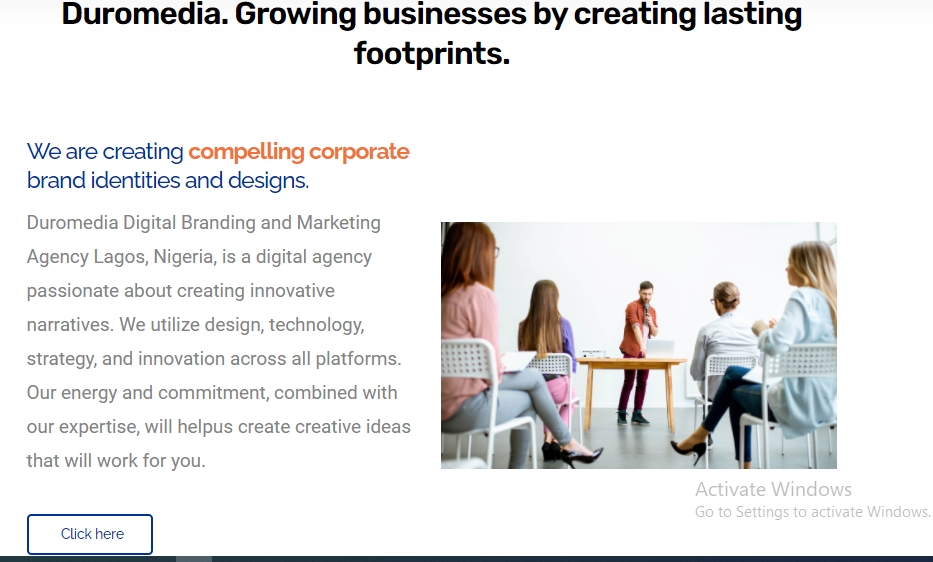 Duromedia. Growing businesses by creating lasting
footprints.
We are creating compelling corporate
brand identities and designs.
Duromedia Digital Branding and Marketing
Agency Lagos, Nigeria, is a digital agency
passionate about creating innovative
narratives. We utilize design, technology,
strategy, and innovation across all platforms.
Our energy and commitment, combined with
our expertise, will helpus create creative ideas
that will work for you.
Click here
Activate Windows
Go to Settings to activate Windows.